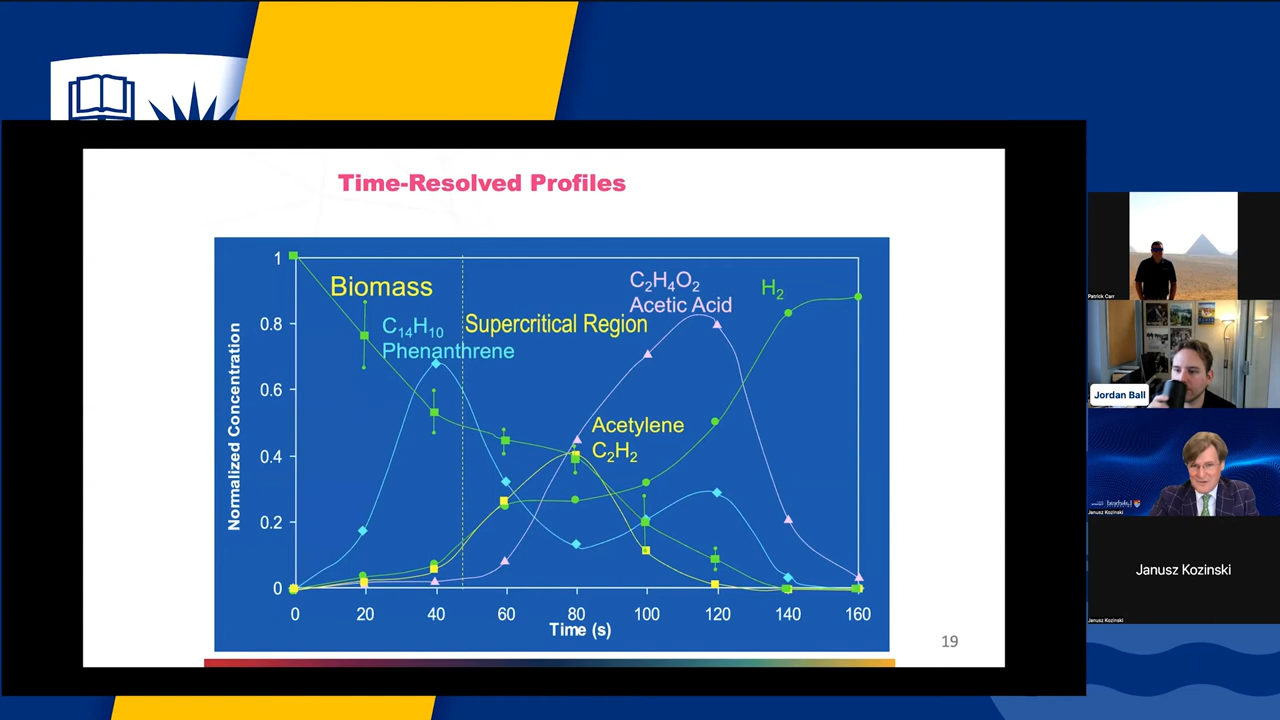 Time-Resolved Profiles
Normalized Concentration
1
0.8
0.6
0.4
0.2
0
Biomass
C₁₄H₁₀
Phenanthrene
Supercritical Region
C₂H₄O₂
Acetic Acid
H₂
Acetylene
C₂H₂
0 20 40 60 80 100 120 140 160
Time (s)
19
Patrick Carr
Jordan Ball
Janusz Kozinski
Janusz Kozinski
Janusz Kozinski